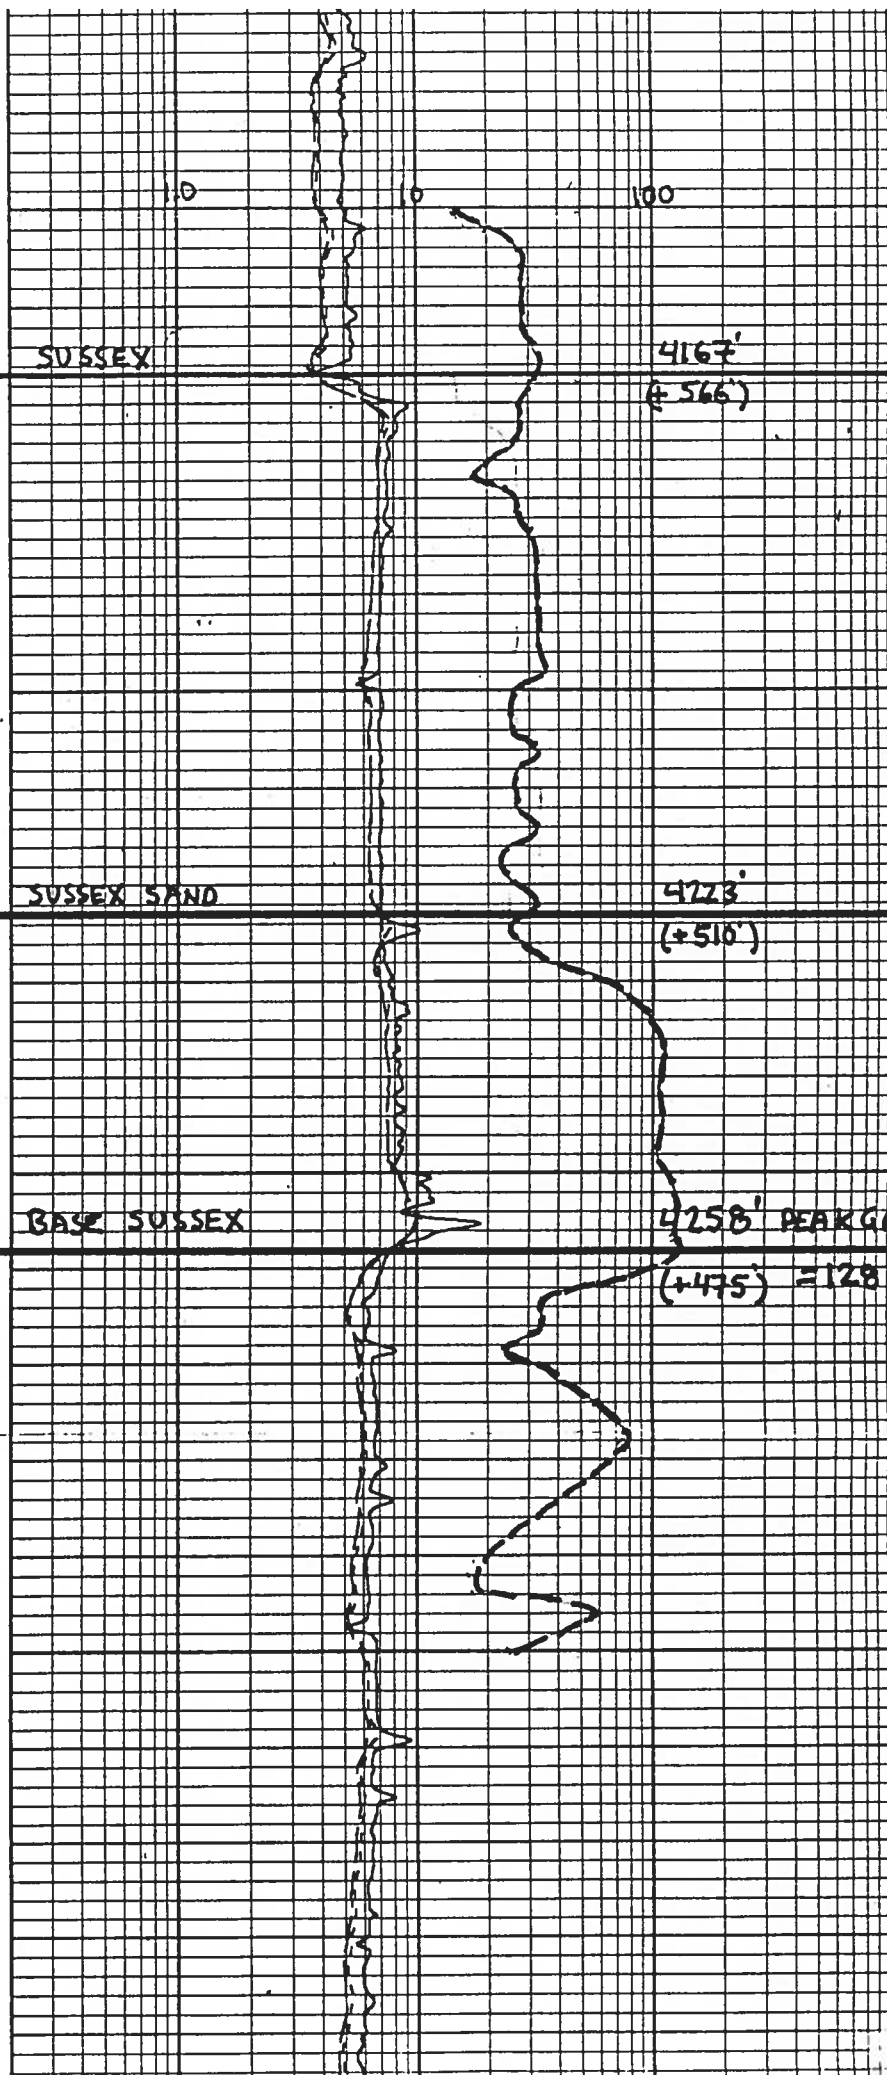 1.0 10 100
SUSSEX 4167'
(+566')
SUSSEX SAND 4223'
(+510')
BASE SUSSEX 4258' PEAK
(+475') =128